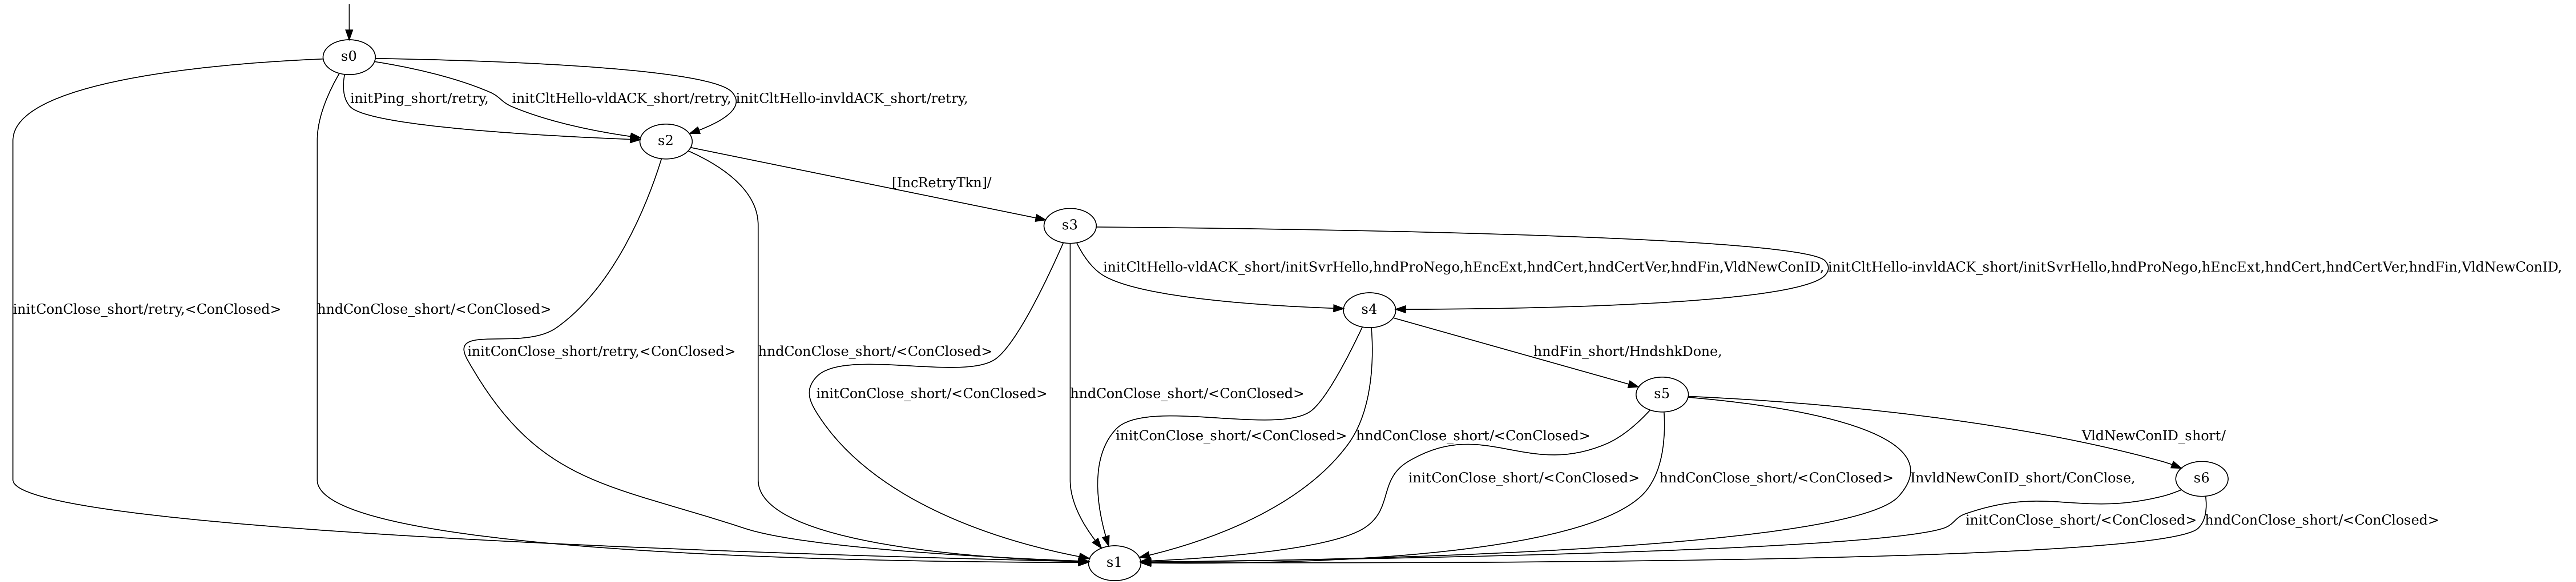 s0
initPing_short/retry,
initCltHello-vldACK_short/retry,
initCltHello-invldACK_short/retry,
s2
[IncRetryTkn]/
s3
initCltHello-vldACK_short/initSvrHello,hndProNego,hEncExt,hndCert,hndCertVer,hndFin,VldNewConID,
initCltHello-invldACK_short/initSvrHello,hndProNego,hEncExt,hndCert,hndCertVer,hndFin,VldNewConID,
initConClose_short/retry,<ConClosed>
hndConClose_short/<ConClosed>
s4
initConClose_short/retry,<ConClosed>
hndConClose_short/<ConClosed>
hndFin_short/HndshkDone,
initConClose_short/<ConClosed>
hndConClose_short/<ConClosed>
s5
initConClose_short/<ConClosed>
hndConClose_short/<ConClosed>
VldNewConID_short/
initConClose_short/<ConClosed>
hndConClose_short/<ConClosed>
InvldNewConID_short/ConClose,
s6
initConClose_short/<ConClosed>
hndConClose_short/<ConClosed>
s1